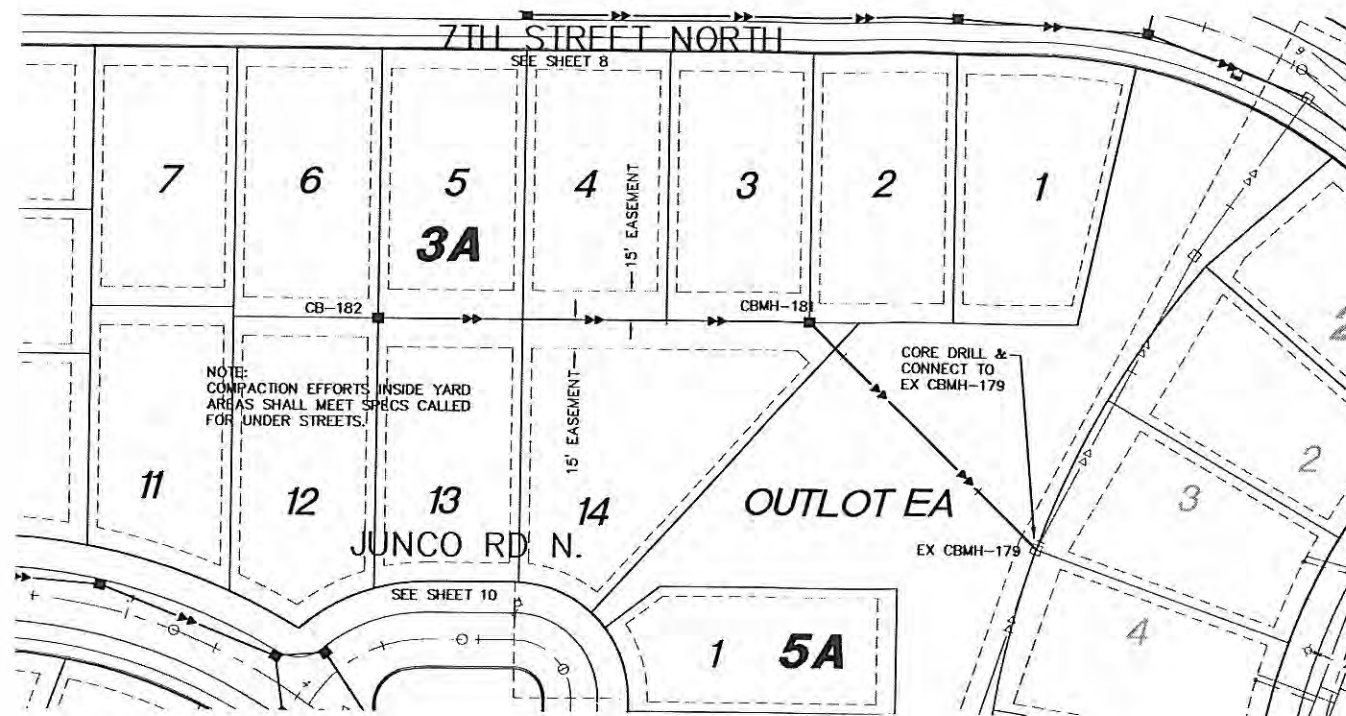 7TH STREET NORTH
SEE SHEET 8
7
6
5
4
3
2
1
3A
15' EASEMENT
CB-182
CBMH-181
NOTE:
COMPACTION EFFORTS INSIDE YARD
AREAS SHALL MEET SPECS CALLED
FOR UNDER STREETS.
CORE DRILL &
CONNECT TO
EX CBMH-179
15' EASEMENT
11
12
13
14
OUTLOT EA
EX CBMH-179
JUNCO RD N.
SEE SHEET 10
1
5A
2
2
3
4